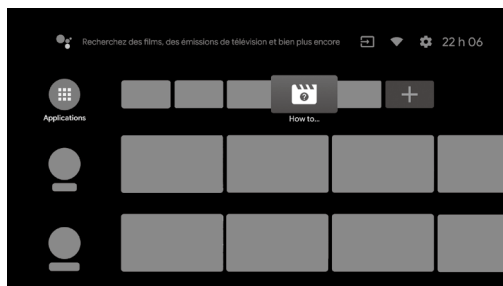 Recherchez des films, des émissions de télévision et bien plus encore
22 h 06
Applications
How to...